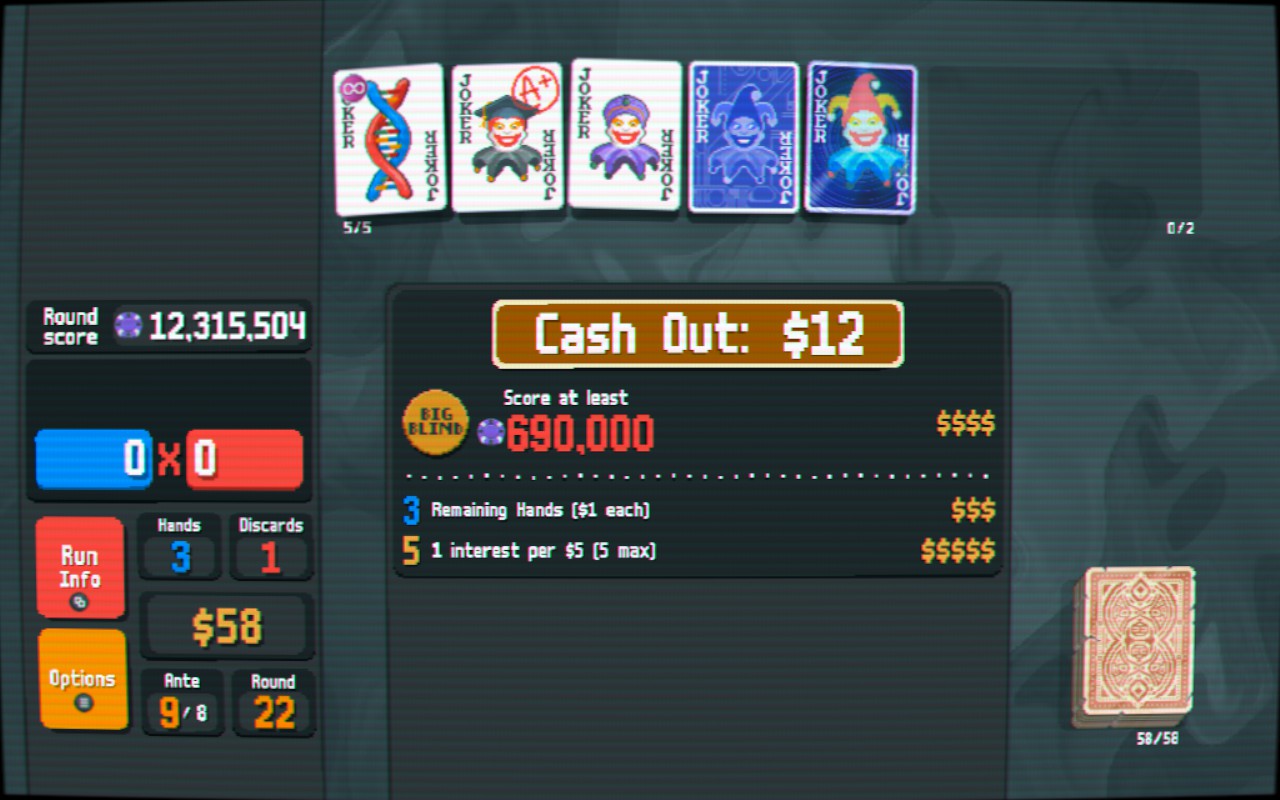 JOKER JOKER JOKER JOKER JOKER
A+
JOKER JOKER JOKER JOKER JOKER
5/5
0/2
Round
score
12,315,504
Cash Out: $12
BIG
BLIND
Score at least
690,000
$$$$
0 X 0
3 Remaining Hands ($1 each) $$$
5 1 interest per $5 (5 max) $$$$$
Run
Info
Hands
3
Discards
1
$58
Options
Ante
9/8
Round
22
58/58